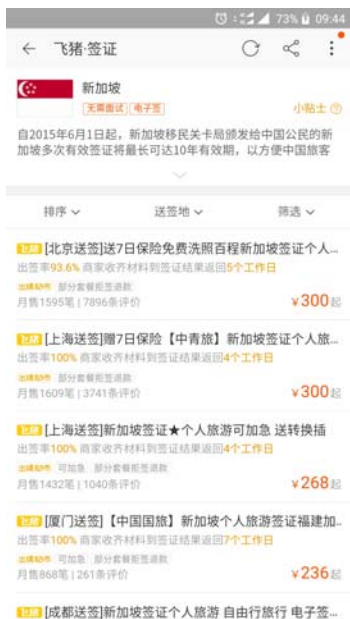 73% 09:44
飞猪·签证
新加坡
无需面试 电子签
小贴士
自2015年6月1日起，新加坡移民关卡局颁发给中国公民的新
加坡多次有效签证将最长可达10年有效期，以方便中国旅客
排序 送签地 筛选
[北京送签]送7日保险免费洗照百程新加坡签证个人...
出签率93.6% 商家收齐材料到签证结果返回5个工作日
部分套餐拒签退款
月售1595笔 | 7896条评价
¥300起
[上海送签]赠7日保险【中青旅】新加坡签证个人旅...
出签率100% 商家收齐材料到签证结果返回4个工作日
部分套餐拒签退款
月售1609笔 | 3741条评价
¥300起
[上海送签]新加坡签证★个人旅游可加急 送转换插
出签率100% 商家收齐材料到签证结果返回4个工作日
可加急 部分套餐拒签退款
月售1432笔 | 1040条评价
¥268起
[厦门送签]【中国国旅】新加坡个人旅游签证福建加..
出签率100% 商家收齐材料到签证结果返回7个工作日
可加急 部分套餐拒签退款
月售868笔 | 261条评价
¥236起
[成都送签]新加坡签证个人旅游 自由行旅行 电子签...